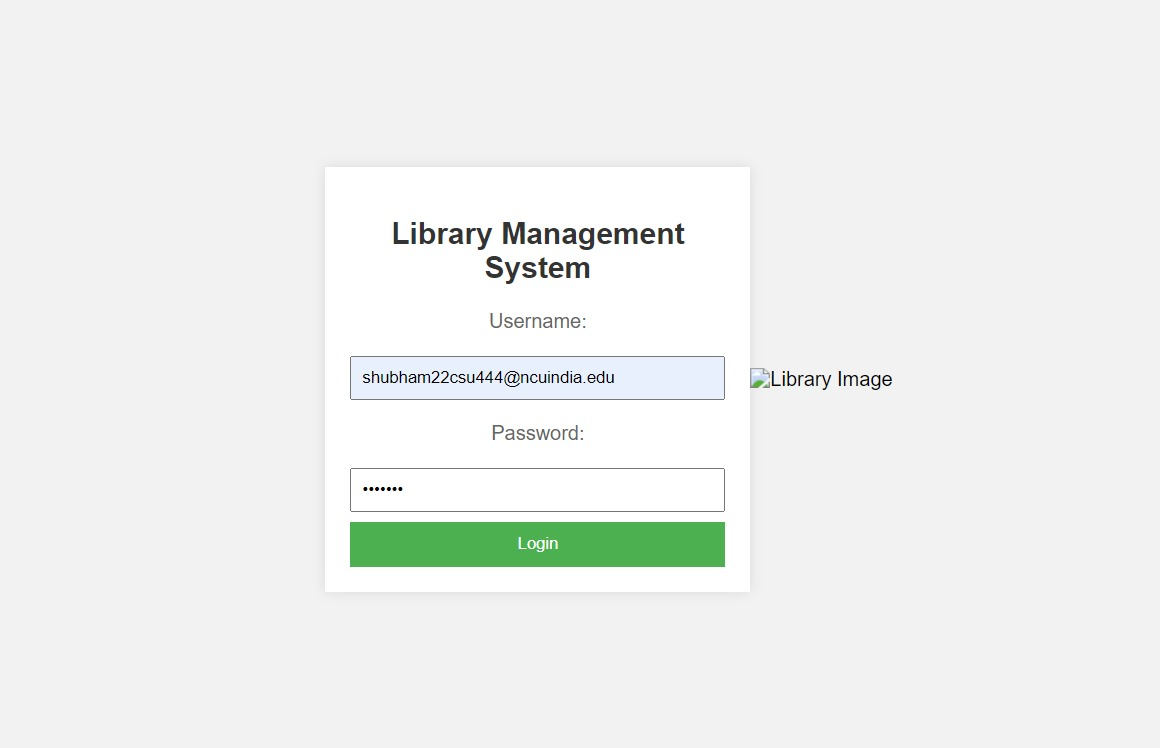 Library Management
System
Username:
shubham22csu444@ncuindia.edu
Library Image
Password:
•••••••
Login